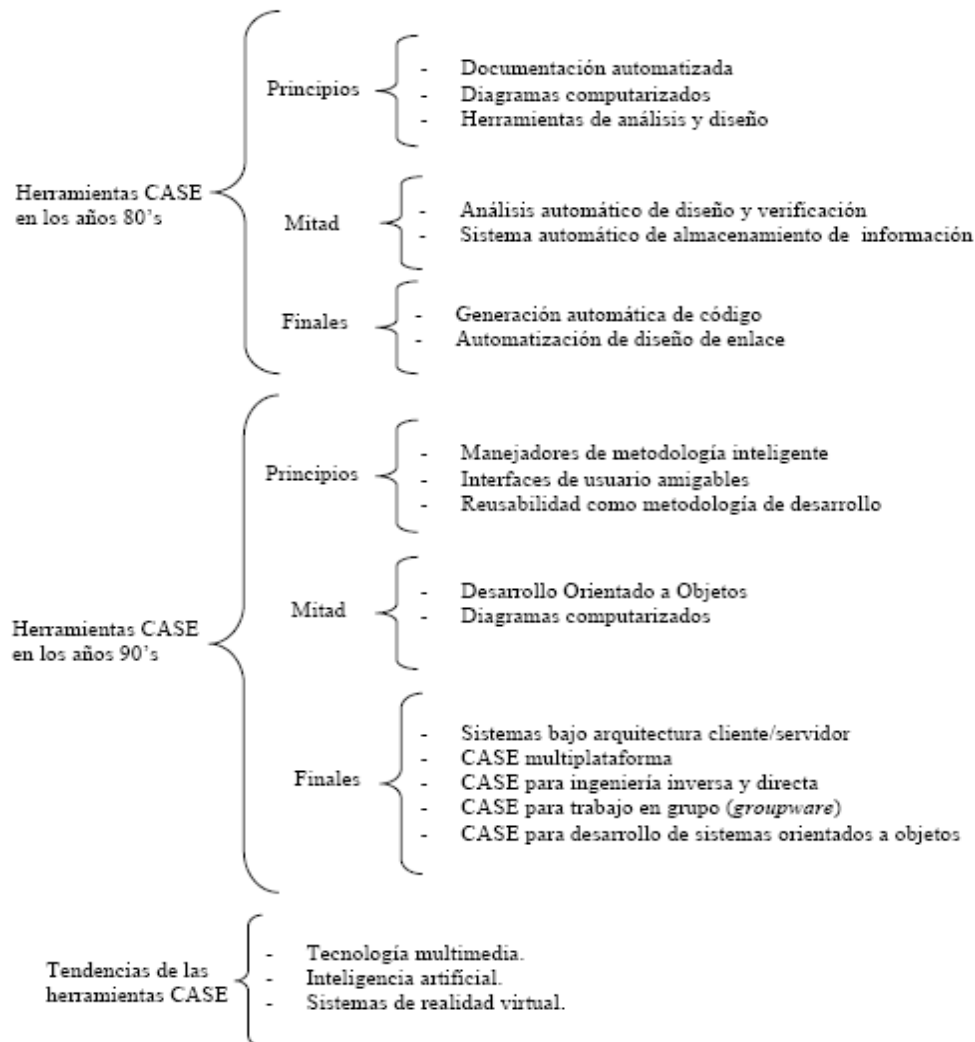 Herramientas CASE
en los años 80's
Principios
- Documentación automatizada
- Diagramas computarizados
- Herramientas de análisis y diseño
Mitad
- Análisis automático de diseño y verificación
- Sistema automático de almacenamiento de información
Finales
- Generación automática de código
- Automatización de diseño de enlace
Herramientas CASE
en los años 90's
Principios
- Manejadores de metodología inteligente
- Interfaces de usuario amigables
- Reusabilidad como metodología de desarrollo
Mitad
- Desarrollo Orientado a Objetos
- Diagramas computarizados
Finales
- Sistemas bajo arquitectura cliente/servidor
- CASE multiplataforma
- CASE para ingeniería inversa y directa
- CASE para trabajo en grupo (groupware)
- CASE para desarrollo de sistemas orientados a objetos
Tendencias de las
herramientas CASE
- Tecnología multimedia.
- Inteligencia artificial.
- Sistemas de realidad virtual.